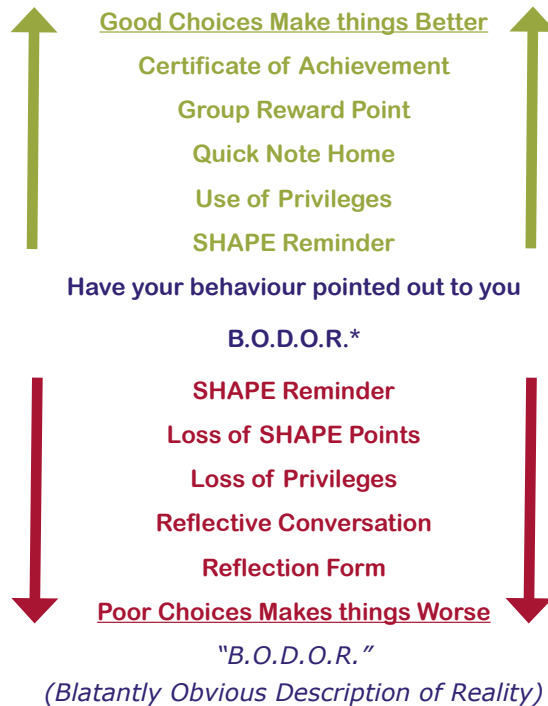 Good Choices Make things Better
Certificate of Achievement
Group Reward Point
Quick Note Home
Use of Privileges
SHAPE Reminder
Have your behaviour pointed out to you
B.O.D.O.R.*
SHAPE Reminder
Loss of SHAPE Points
Loss of Privileges
Reflective Conversation
Reflection Form
Poor Choices Makes things Worse
“B.O.D.O.R.”
(Blatantly Obvious Description of Reality)